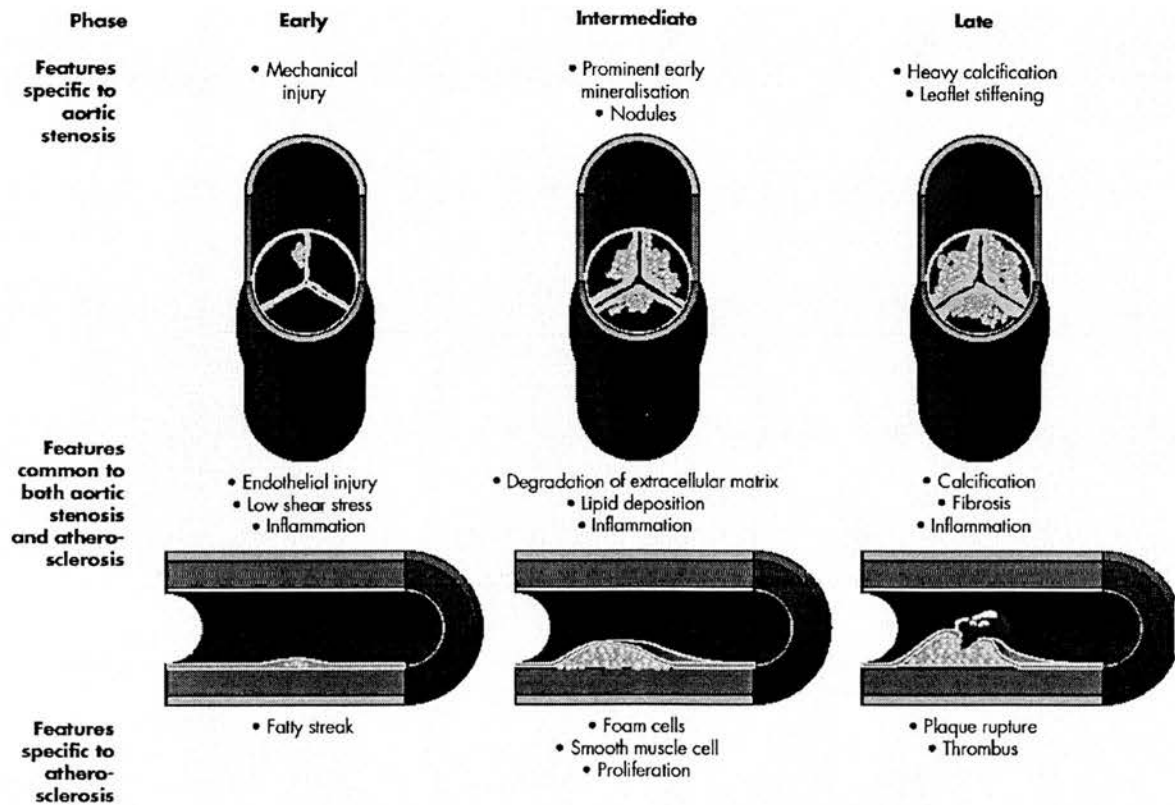 Phase
Early
Intermediate
Late
Features
specific to
aortic
stenosis
• Mechanical
injury
• Prominent early
mineralisation
• Nodules
• Heavy calcification
• Leaflet stiffening
Features
common to
both aortic
stenosis
and athero-
sclerosis
• Endothelial injury
• Low shear stress
• Inflammation
• Degradation of extracellular matrix
• Lipid deposition
• Inflammation
• Calcification
• Fibrosis
• Inflammation
Features
specific to
athero-
sclerosis
• Fatty streak
• Foam cells
• Smooth muscle cell
• Proliferation
• Plaque rupture
• Thrombus